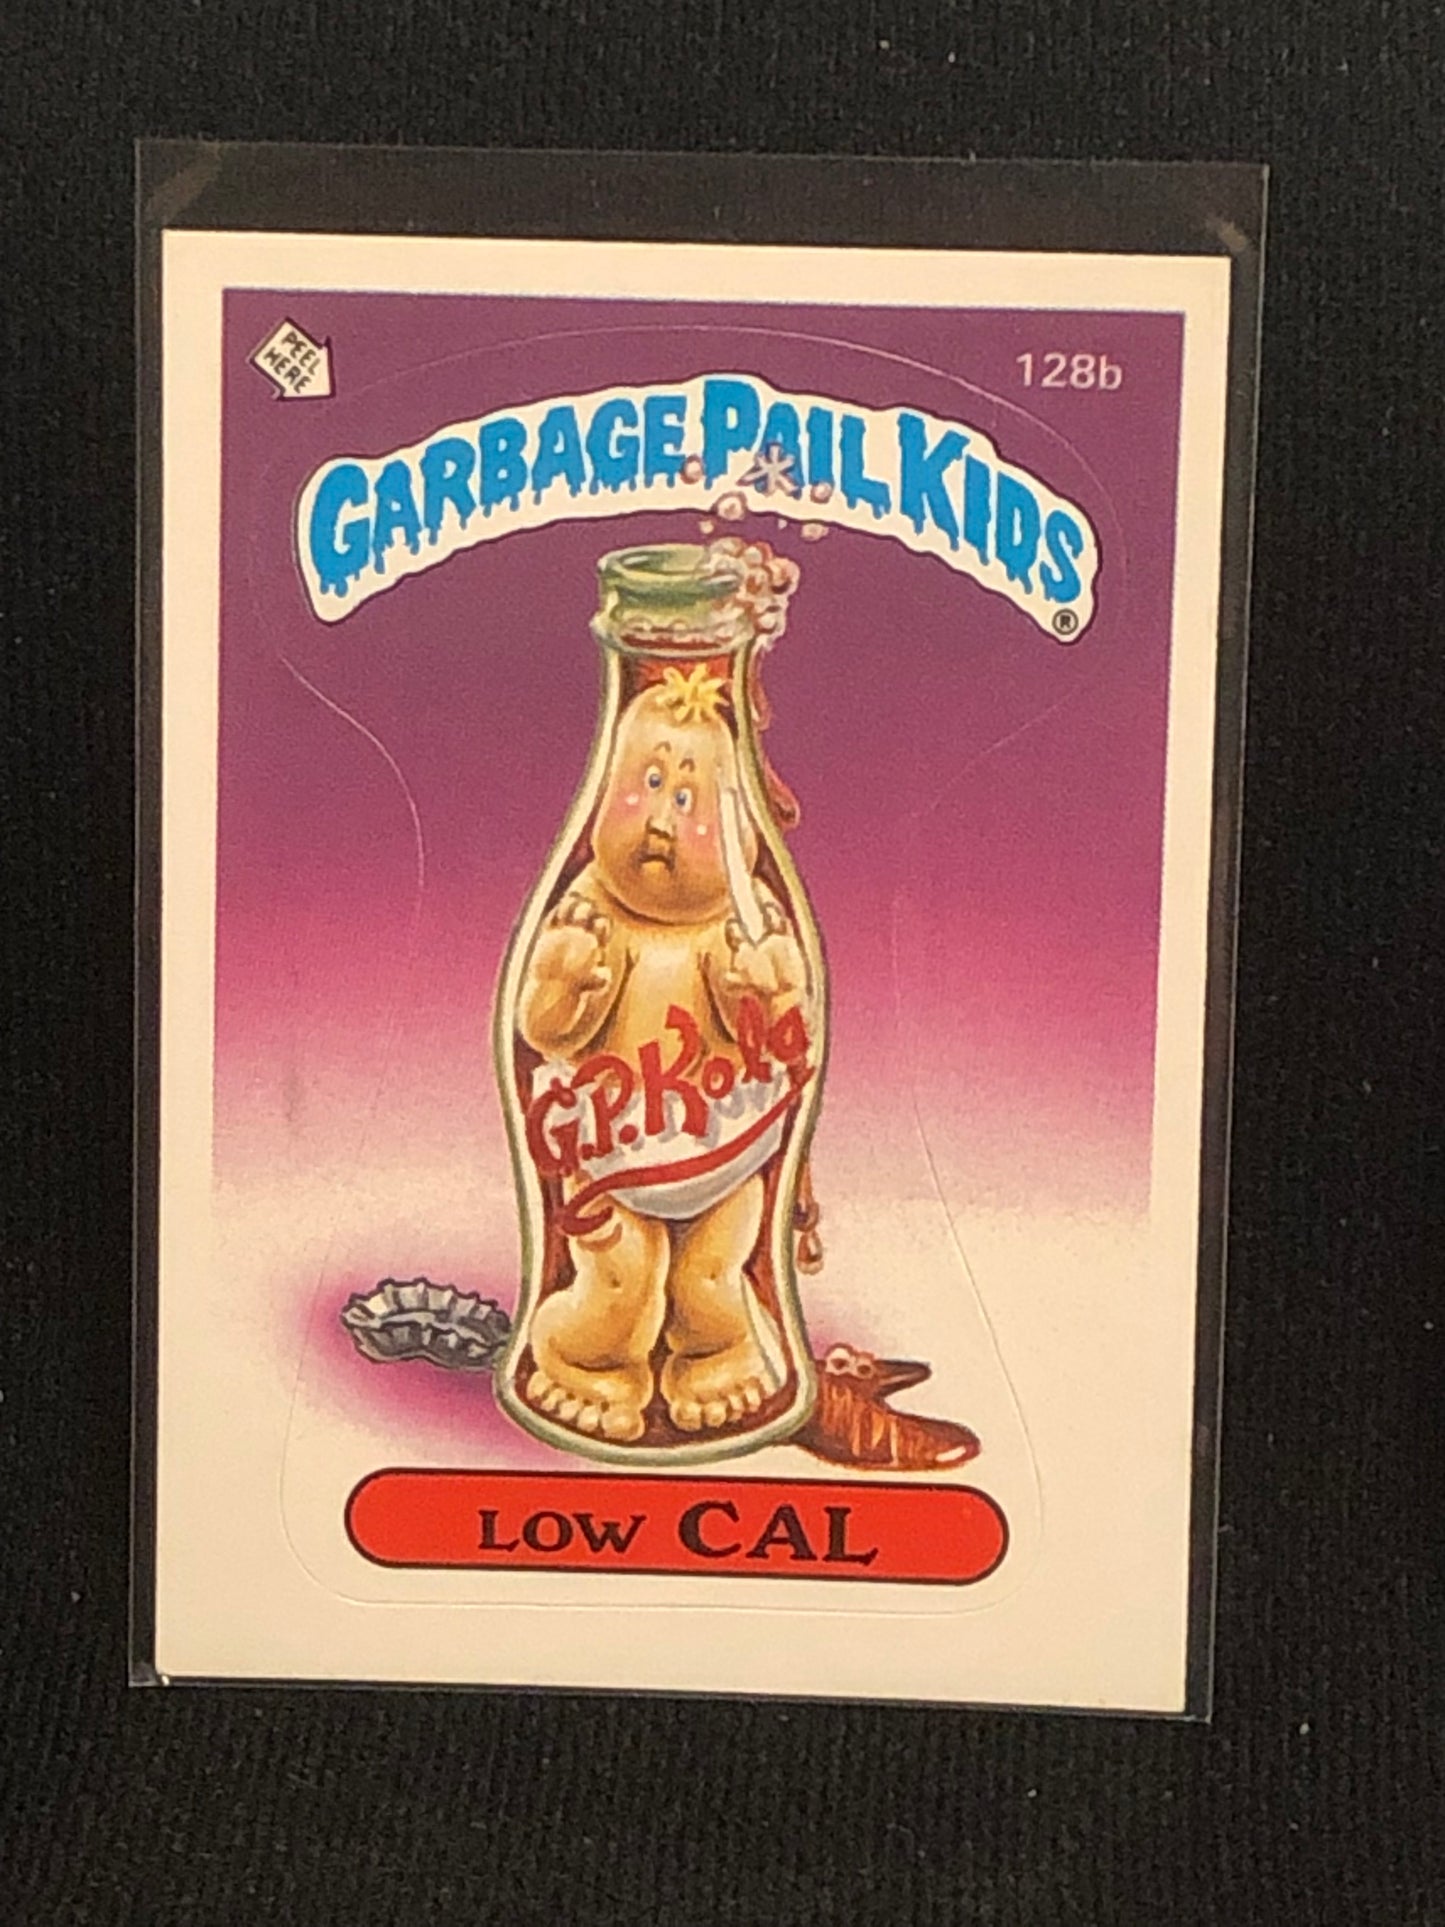 PEEL
HERE
128b
GARBAGE PAIL KIDS
®
G.P. Kola
LOW CAL